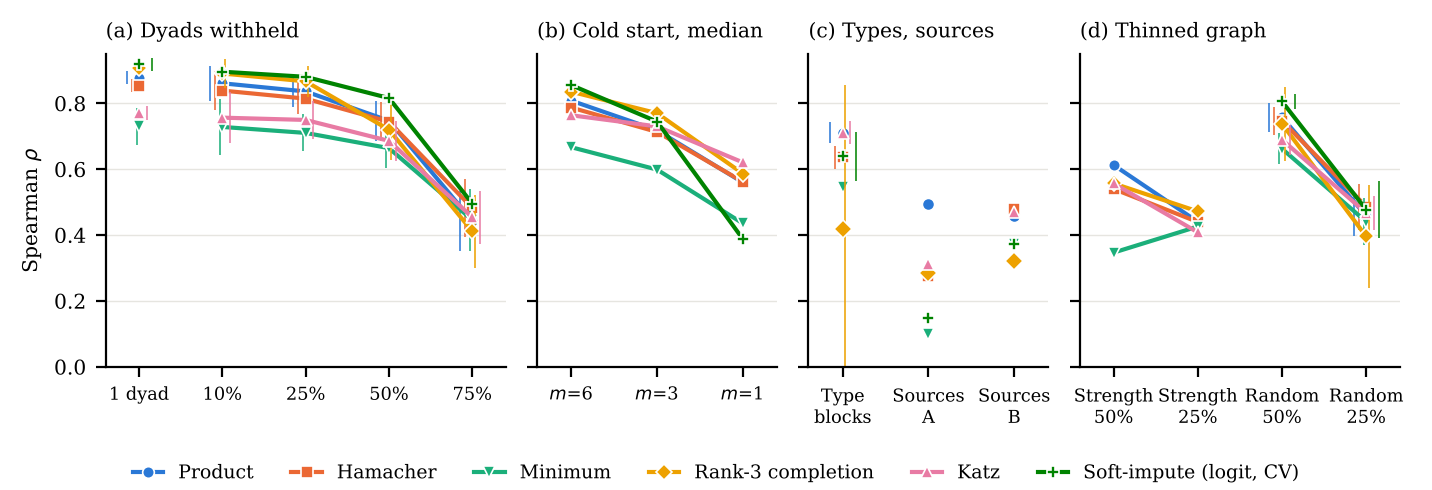 (a) Dyads withheld
(b) Cold start, median
(c) Types, sources
(d) Thinned graph
Spearman ρ
0.8
0.6
0.4
0.2
0.0
1 dyad
10%
25%
50%
75%
m=6
m=3
m=1
Type
blocks
Sources
A
Sources
B
Strength
50%
Strength
25%
Random
50%
Random
25%
Product
Hamacher
Minimum
Rank-3 completion
Katz
Soft-impute (logit, CV)